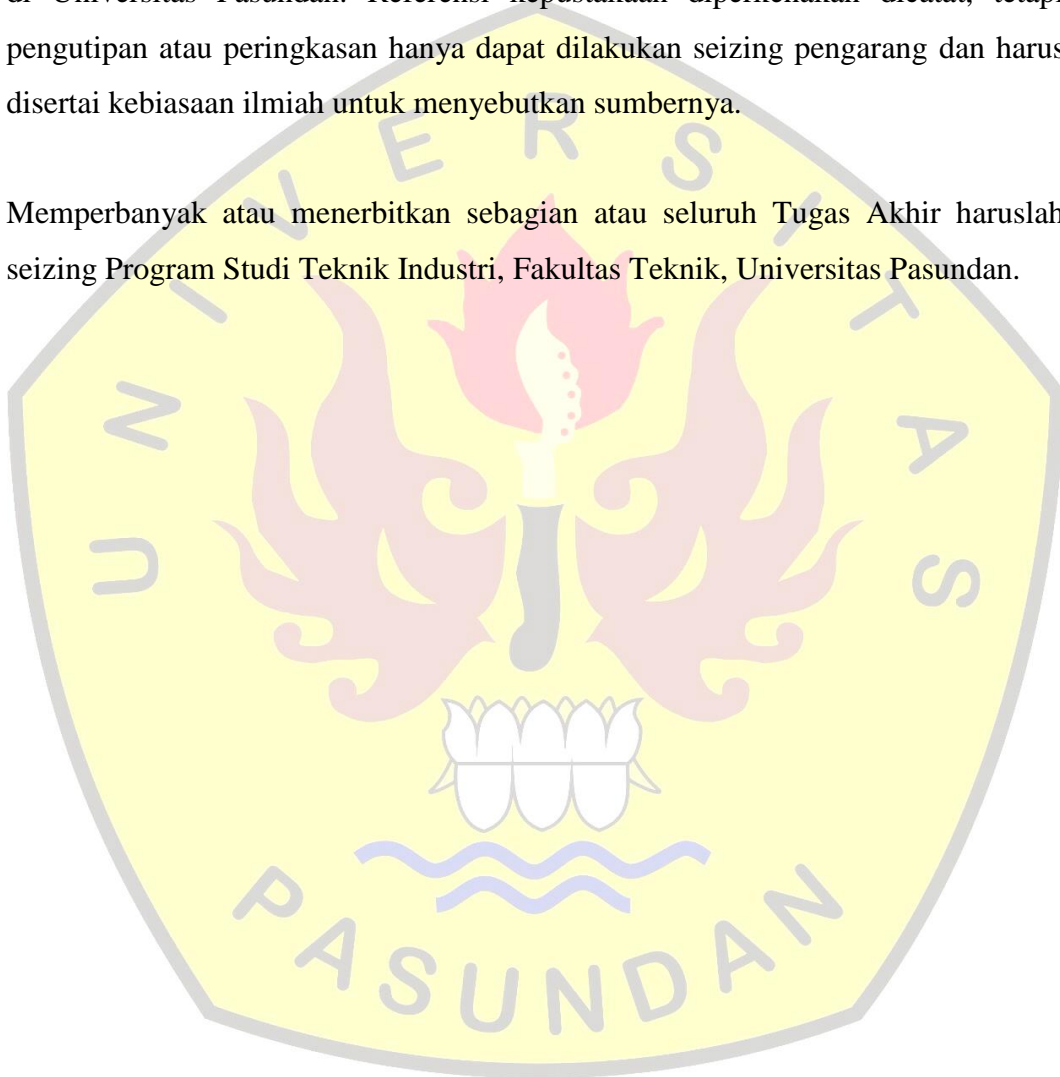 di Universitas Pasundan. Referensi kepustakaan diperkenankan dicatat, tetapi
pengutipan atau peringkasan hanya dapat dilakukan seizing pengarang dan harus
disertai kebiasaan ilmiah untuk menyebutkan sumbernya.
Memperbanyak atau menerbitkan sebagian atau seluruh Tugas Akhir haruslah
seizing Program Studi Teknik Industri, Fakultas Teknik, Universitas Pasundan.
UNIVERSITAS
PASUNDAN